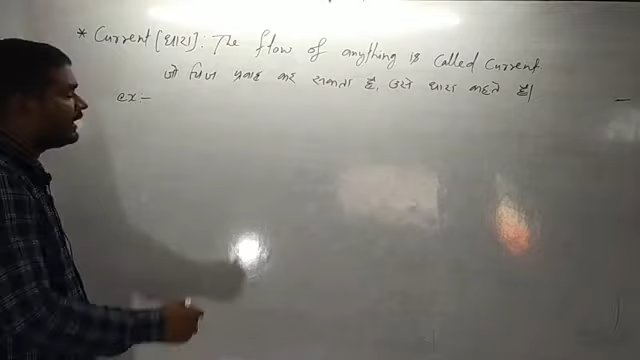 * Current [धारा] : The flow of anything is Called Current.
जो चिज प्रवाह कर सकता है, उसे धारा कहते हैं।
ex -